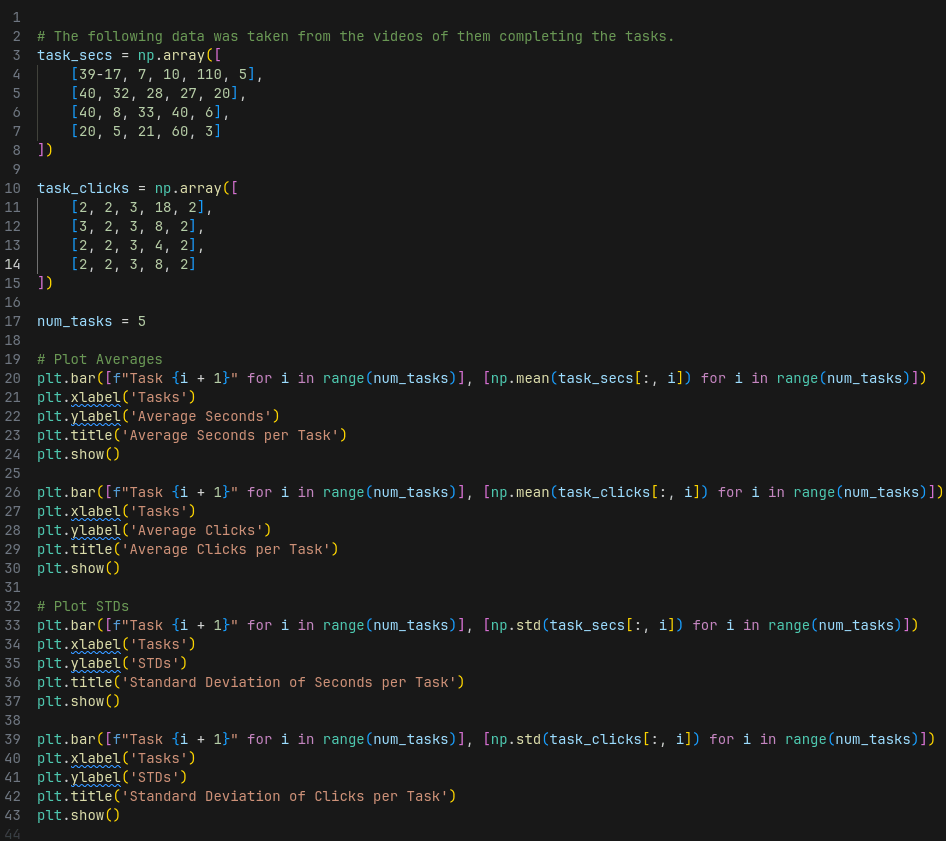 1
2 # The following data was taken from the videos of them completing the tasks.
3 task_secs = np.array([
4     [39-17, 7, 10, 110, 5],
5     [40, 32, 28, 27, 20],
6     [40, 8, 33, 40, 6],
7     [20, 5, 21, 60, 3]
8 ])
9
10 task_clicks = np.array([
11     [2, 2, 3, 18, 2],
12     [3, 2, 3, 8, 2],
13     [2, 2, 3, 4, 2],
14     [2, 2, 3, 8, 2]
15 ])
16
17 num_tasks = 5
18
19 # Plot Averages
20 plt.bar([f"Task {i + 1}" for i in range(num_tasks)], [np.mean(task_secs[:, i]) for i in range(num_tasks)])
21 plt.xlabel('Tasks')
22 plt.ylabel('Average Seconds')
23 plt.title('Average Seconds per Task')
24 plt.show()
25
26 plt.bar([f"Task {i + 1}" for i in range(num_tasks)], [np.mean(task_clicks[:, i]) for i in range(num_tasks)])
27 plt.xlabel('Tasks')
28 plt.ylabel('Average Clicks')
29 plt.title('Average Clicks per Task')
30 plt.show()
31
32 # Plot STDs
33 plt.bar([f"Task {i + 1}" for i in range(num_tasks)], [np.std(task_secs[:, i]) for i in range(num_tasks)])
34 plt.xlabel('Tasks')
35 plt.ylabel('STDs')
36 plt.title('Standard Deviation of Seconds per Task')
37 plt.show()
38
39 plt.bar([f"Task {i + 1}" for i in range(num_tasks)], [np.std(task_clicks[:, i]) for i in range(num_tasks)])
40 plt.xlabel('Tasks')
41 plt.ylabel('STDs')
42 plt.title('Standard Deviation of Clicks per Task')
43 plt.show()
44